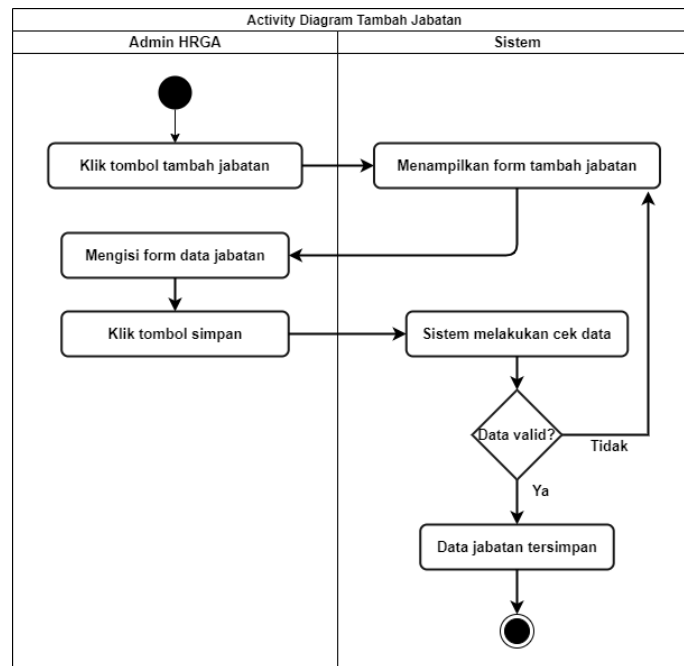 Activity Diagram Tambah Jabatan
Admin HRGA
Sistem
Klik tombol tambah jabatan
Menampilkan form tambah jabatan
Mengisi form data jabatan
Klik tombol simpan
Sistem melakukan cek data
Data valid?
Tidak
Ya
Data jabatan tersimpan